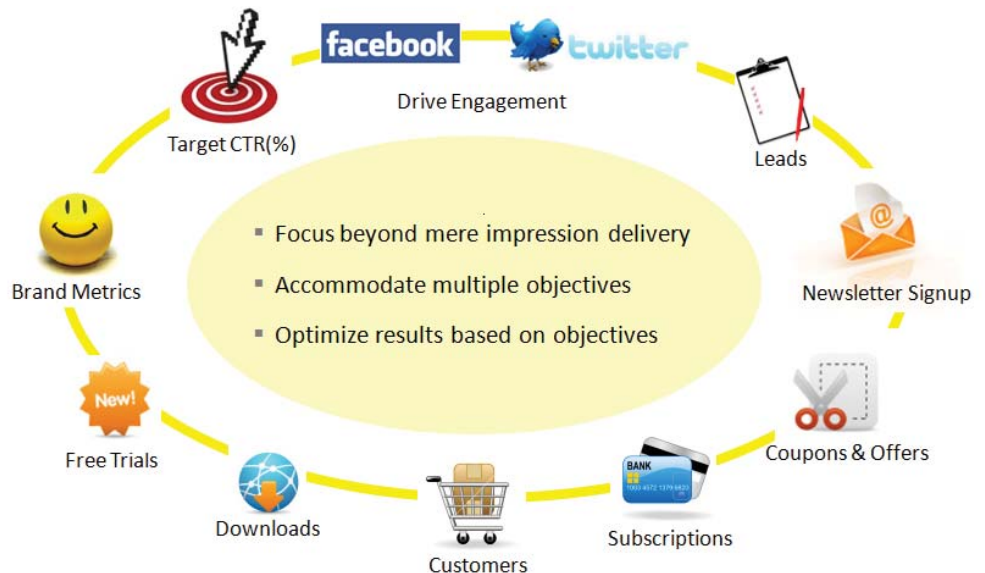 facebook
twitter
Drive Engagement
Target CTR(%)
Leads
Brand Metrics
Newsletter Signup
▪ Focus beyond mere impression delivery
▪ Accommodate multiple objectives
▪ Optimize results based on objectives
@
New!
Free Trials
Coupons & Offers
BANK
Downloads
Subscriptions
Customers